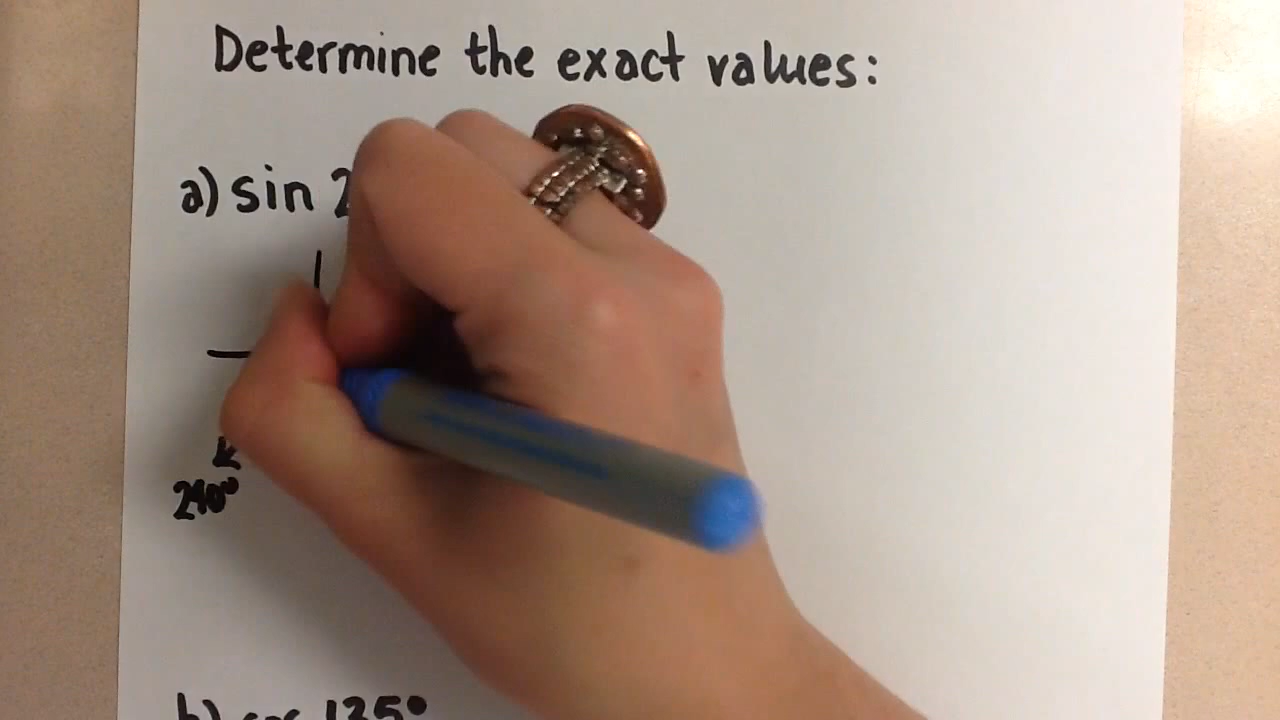 Determine the exact values:
a) sin 2
240°
b) cos 135°